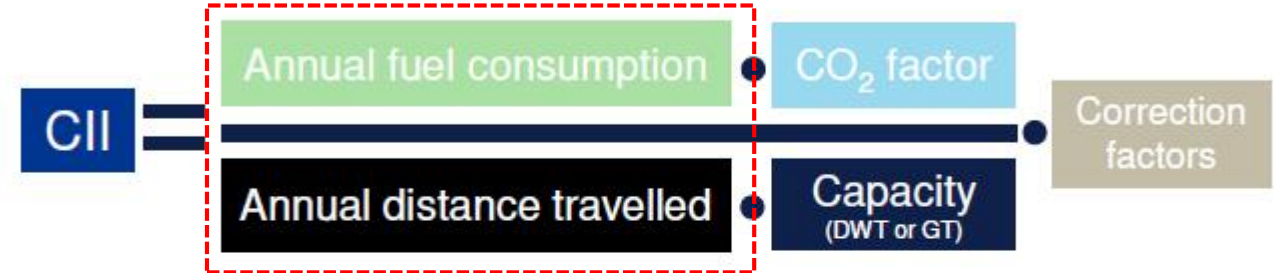 CII
Annual fuel consumption
CO₂ factor
Annual distance travelled
Capacity
(DWT or GT)
Correction
factors